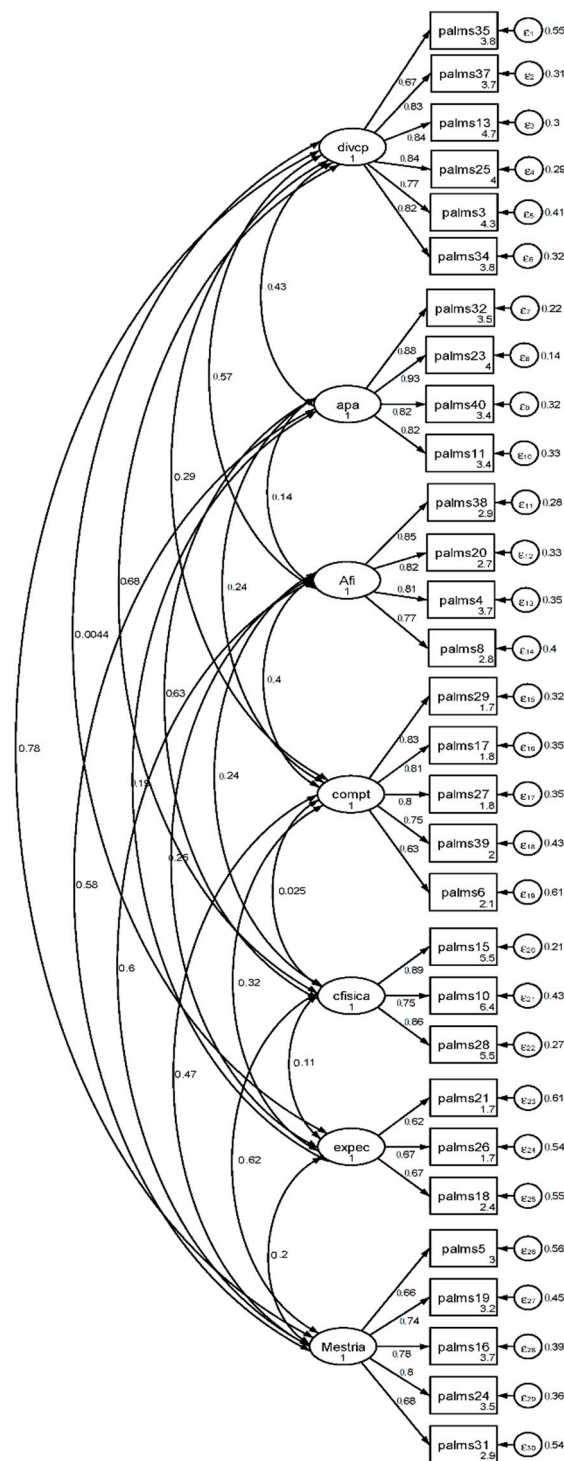 palms35
3.8
ε1
0.55
0.67
palms37
3.7
ε2
0.31
0.83
palms13
4.7
ε3
0.3
0.84
divcp
1
palms25
4
ε4
0.29
0.84
palms3
4.3
ε5
0.41
0.77
palms34
3.8
ε6
0.32
0.82
0.43
palms32
3.5
ε7
0.22
0.88
palms23
4
ε8
0.14
0.93
0.57
apa
1
palms40
3.4
ε9
0.32
0.82
palms11
3.4
ε10
0.33
0.82
0.29
0.14
palms38
2.9
ε11
0.28
0.85
palms20
2.7
ε12
0.33
0.82
0.68
0.24
Afi
1
palms4
3.7
ε13
0.35
0.81
palms8
2.8
ε14
0.4
0.77
0.0044
0.63
0.4
palms29
1.7
ε15
0.32
0.83
palms17
1.8
ε16
0.35
0.81
0.78
0.19
0.24
compt
1
palms27
1.8
ε17
0.35
0.8
palms39
2
ε18
0.43
0.75
palms6
2.1
ε19
0.61
0.63
0.58
0.25
0.025
palms15
5.5
ε20
0.21
0.89
0.6
0.32
cfisica
1
palms10
6.4
ε21
0.43
0.75
palms28
5.5
ε22
0.27
0.86
0.47
0.11
palms21
1.7
ε23
0.61
0.62
0.62
expec
1
palms26
1.7
ε24
0.54
0.67
palms18
2.4
ε25
0.55
0.67
0.2
palms5
3
ε26
0.56
0.66
palms19
3.2
ε27
0.45
0.74
Mestria
1
palms16
3.7
ε28
0.39
0.78
palms24
3.5
ε29
0.36
0.8
palms31
2.9
ε30
0.54
0.68